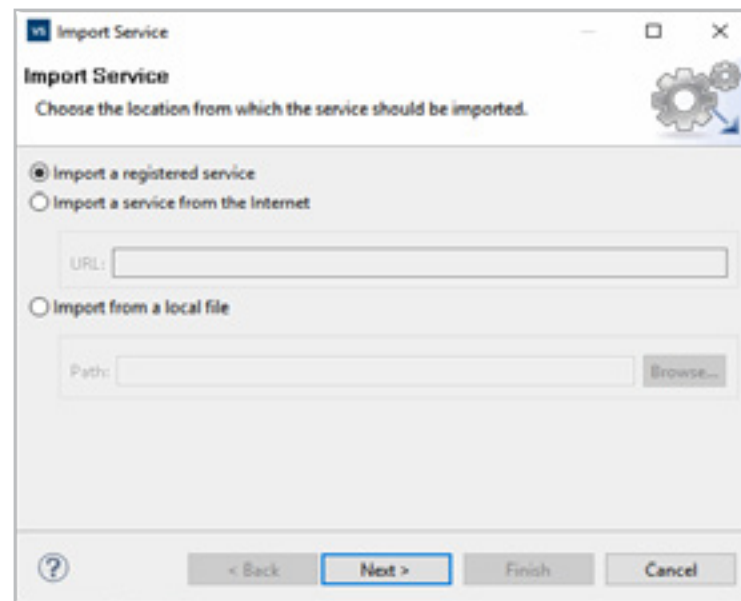 VS Import Service
Import Service
Choose the location from which the service should be imported.
Import a registered service
Import a service from the Internet
URL:
Import from a local file
Path:
Browse...
? < Back Next > Finish Cancel